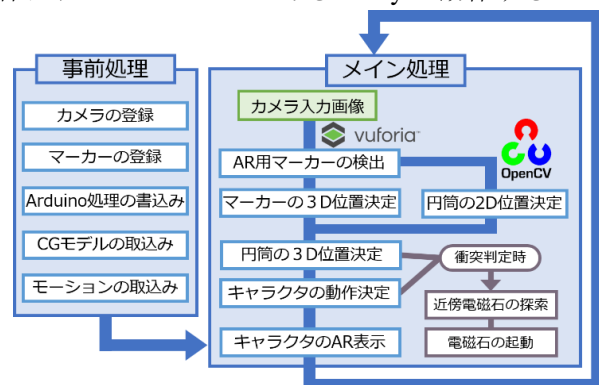 事前処理
カメラの登録
マーカーの登録
Arduino処理の書込み
CGモデルの取込み
モーションの取込み
メイン処理
カメラ入力画像
vuforia™
OpenCV
AR用マーカーの検出
マーカーの3D位置決定
円筒の2D位置決定
円筒の3D位置決定
衝突判定時
キャラクタの動作決定
近傍電磁石の探索
キャラクタのAR表示
電磁石の起動